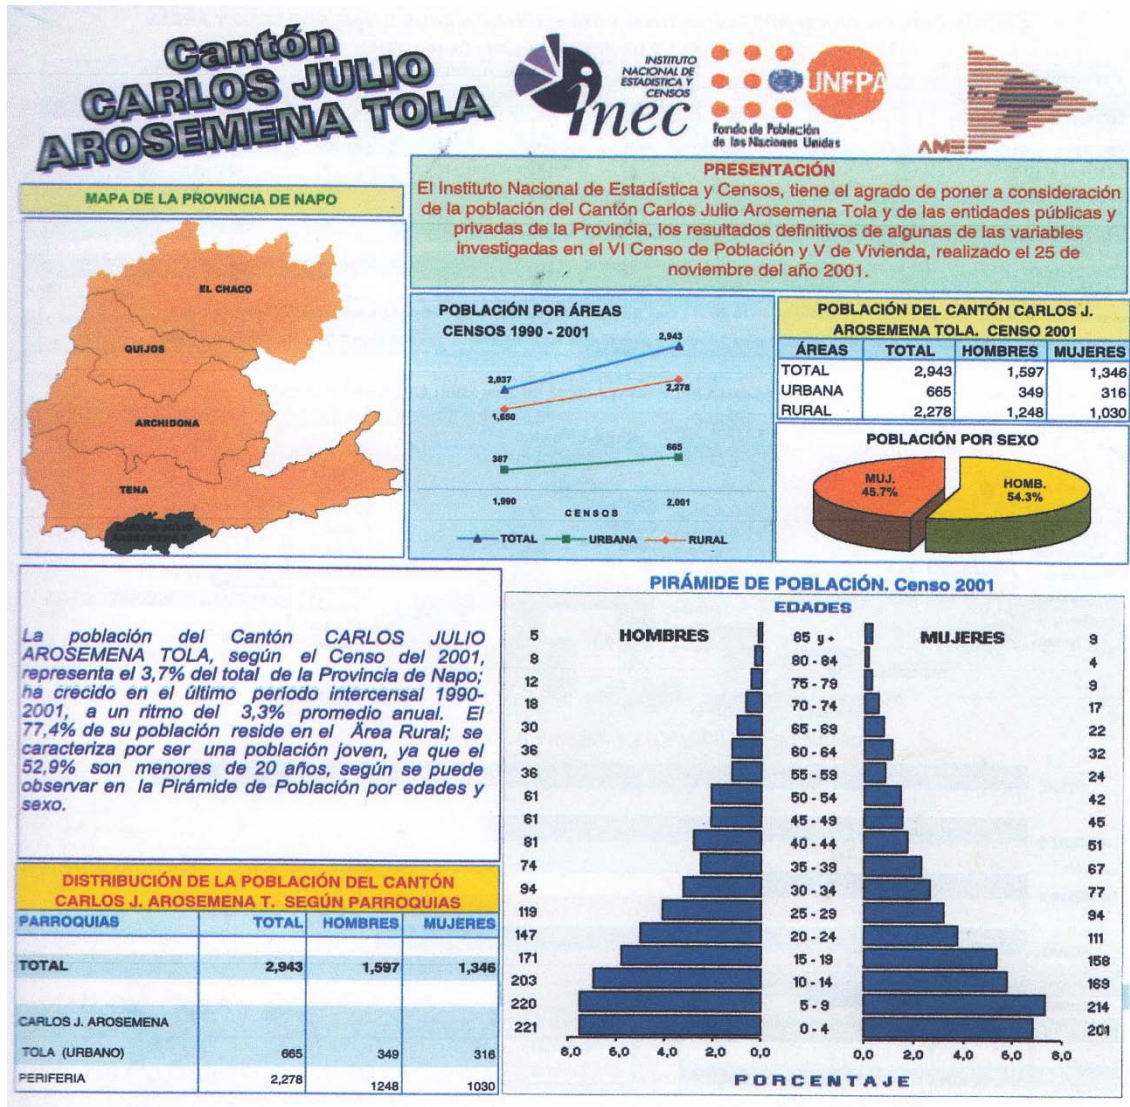 Cantón
CARLOS JULIO
AROSEMENA TOLA
INSTITUTO
NACIONAL DE
ESTADISTICA Y
CENSOS
inec
UNFPA
Fondo de Población
de las Naciones Unidas
AME
MAPA DE LA PROVINCIA DE NAPO
EL CHACO
QUIJOS
ARCHIDONA
TENA
CARLOS JULIO
AROSEMENA T.
PRESENTACIÓN
El Instituto Nacional de Estadística y Censos, tiene el agrado de poner a consideración
de la población del Cantón Carlos Julio Arosemena Tola y de las entidades públicas y
privadas de la Provincia, los resultados definitivos de algunas de las variables
investigadas en el VI Censo de Población y V de Vivienda, realizado el 25 de
noviembre del año 2001.
POBLACIÓN POR ÁREAS
CENSOS 1990 - 2001
2,943
2,037
2,278
1,650
665
387
1,990 2,001
CENSOS
TOTAL URBANA RURAL
POBLACIÓN DEL CANTÓN CARLOS J.
AROSEMENA TOLA. CENSO 2001
ÁREAS TOTAL HOMBRES MUJERES
TOTAL 2,943 1,597 1,346
URBANA 665 349 316
RURAL 2,278 1,248 1,030
POBLACIÓN POR SEXO
MUJ.
45.7%
HOMB.
54.3%
La población del Cantón CARLOS JULIO
AROSEMENA TOLA, según el Censo del 2001,
representa el 3,7% del total de la Provincia de Napo;
ha crecido en el último período intercensal 1990-
2001, a un ritmo del 3,3% promedio anual. El
77,4% de su población reside en el Ärea Rural; se
caracteriza por ser una población joven, ya que el
52,9% son menores de 20 años, según se puede
observar en la Pirámide de Población por edades y
sexo.
DISTRIBUCIÓN DE LA POBLACIÓN DEL CANTÓN
CARLOS J. AROSEMENA T. SEGÚN PARROQUIAS
PARROQUIAS TOTAL HOMBRES MUJERES
TOTAL 2,943 1,597 1,346
CARLOS J. AROSEMENA
TOLA (URBANO) 665 349 316
PERIFERIA 2,278 1248 1030
PIRÁMIDE DE POBLACIÓN. Censo 2001
EDADES
HOMBRES MUJERES
5 85 y + 9
8 80 - 84 4
12 75 - 79 9
18 70 - 74 17
30 65 - 69 22
36 60 - 64 32
36 55 - 59 24
61 50 - 54 42
61 45 - 49 45
81 40 - 44 51
74 35 - 39 67
94 30 - 34 77
119 25 - 29 94
147 20 - 24 111
171 15 - 19 158
203 10 - 14 169
220 5 - 9 214
221 0 - 4 201
8,0 6,0 4,0 2,0 0,0 0,0 2,0 4,0 6,0 8,0
PORCENTAJE